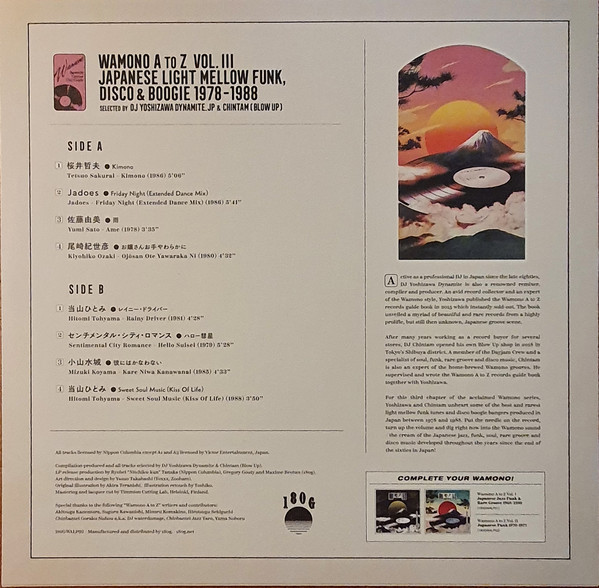 Wamono
WAMONO A TO Z VOL. III
JAPANESE LIGHT MELLOW FUNK,
DISCO & BOOGIE 1978-1988
SELECTED BY DJ YOSHIZAWA DYNAMITE.JP & CHINTAM (BLOW UP)
SIDE A
1 桜井哲夫 ● Kimono
Tetsuo Sakurai - Kimono (1986) 5'06"
2 Jadoes ● Friday Night (Extended Dance Mix)
Jadoes - Friday Night (Extended Dance Mix) (1986) 5'41"
3 佐藤由美 ● 雨
Yumi Sato - Ame (1978) 3'35"
4 尾崎紀世彦 ● お嬢さんお手やわらかに
Kiyohiko Ozaki - Ojōsan Ote Yawaraka Ni (1980) 4'32"
SIDE B
1 当山ひとみ ● レイニー・ドライバー
Hitomi Tohyama - Rainy Driver (1981) 4'28"
2 センチメンタル・シティ・ロマンス ● ハロー彗星
Sentimental City Romance - Hello Suisei (1979) 5'28"
3 小山水城 ● 彼にはかなわない
Mizuki Koyama - Kare Niwa Kanawanai (1985) 4'33"
4 当山ひとみ ● Sweet Soul Music (Kiss Of Life)
Hitomi Tohyama - Sweet Soul Music (Kiss Of Life) (1988) 3'50"
All tracks licensed by Nippon Columbia except A1 and A3 licensed by Victor Entertainment, Japan.
Compilation produced and all tracks selected by DJ Yoshizawa Dynamite & Chintam (Blow Up).
LP release production by Ryohei "Nitchiku-kun" Tanaka (Nippon Columbia), Gregory Gouty and Maxime Breton (180g).
Art direction and design by Yusuke Takahashi
Original illustration by Akira Teranishi. Illustration retouch by Yoshiko.
Mastering and lacquer cut by Timmion Cutting Lab, Helsinki, Finland.
Special thanks to the following "Wamono A to Z" writers and contributors:
Akitsugu Kazemura, Suguru Kawanishi, Minoru Komakine, Hirotsugu Sekiguchi
Chief Jazz Taro, Yama Noboru
180GWALP03 - Manufactured and distributed by 180g. 180g.net
180G
Active as a professional DJ in Japan since the late eighties,
DJ Yoshizawa Dynamite is also a renowned remixer,
compiler and producer. An avid record collector and an expert
of the Wamono style, Yoshizawa published the Wamono A to Z
records guide book in 2015 which instantly sold out. The book
unveiled a myriad of beautiful and rare records from a highly
prolific, but still then unknown, Japanese groove scene.
After many years working as a record buyer for several
stores, DJ Chintam opened his own Blow Up shop in 2018 in
Tokyo's Shibuya district. A member of the Dayjam Crew and a
specialist of soul, funk, rare groove and disco music, Chintam
is also an expert of the home-brewed Wamono grooves. He
supervised and wrote the Wamono A to Z records guide book
together with Yoshizawa.
For this third chapter of the acclaimed Wamono series,
Yoshizawa and Chintam unheart some of the best and rarest
light mellow funk tunes and disco boogie bangers produced in
Japan between 1978 and 1988. Put the needle on the record,
turn up the volume and dig right now into the Wamono sound
- the cream of the Japanese jazz, funk, soul, rare groove and
disco music developed throughout the years since the end of
the sixties in Japan!
COMPLETE YOUR WAMONO!
Wamono A to Z Vol. I
Japanese Jazz Funk &
Rare Groove 1968-1980
Wamono A to Z Vol. II
Japanese Funk 1970-1977